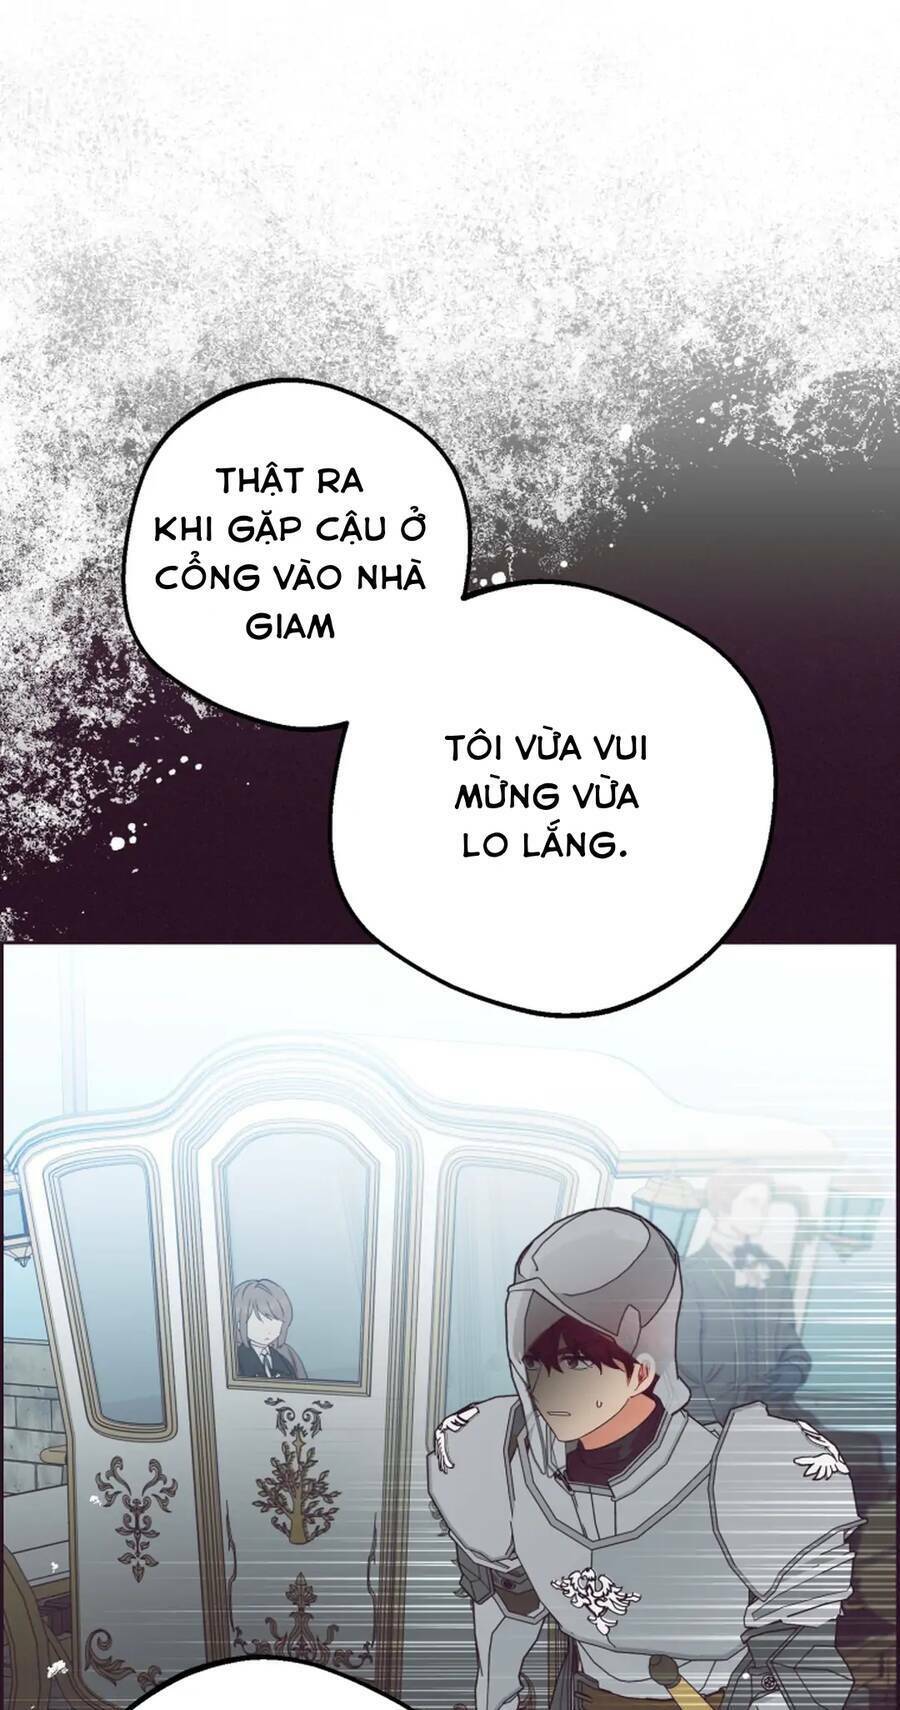 THẬT RA
KHI GẶP CẬU Ở
CỔNG VÀO NHÀ
GIAM
TÔI VỪA VUI
MỪNG VỪA
LO LẮNG.